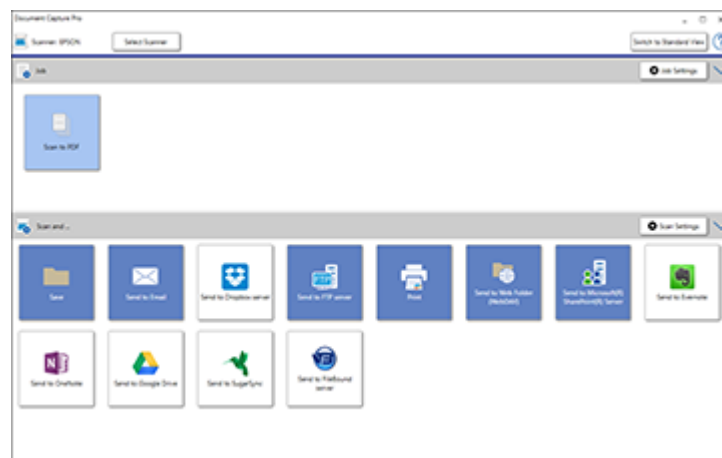 Document Capture Pro
Scanner: EPSON
Select Scanner
Switch to Standard View
?
Job
Job Settings
Scan to PDF
Scan and ...
Scan Settings
Save
Send to Email
Send to Dropbox server
Send to FTP server
Print
Send to Web Folder
(WebDAV)
Send to Microsoft(R)
SharePoint(R) Server
Send to Evernote
Send to OneNote
Send to Google Drive
Send to SugarSync
Send to FileBound
server